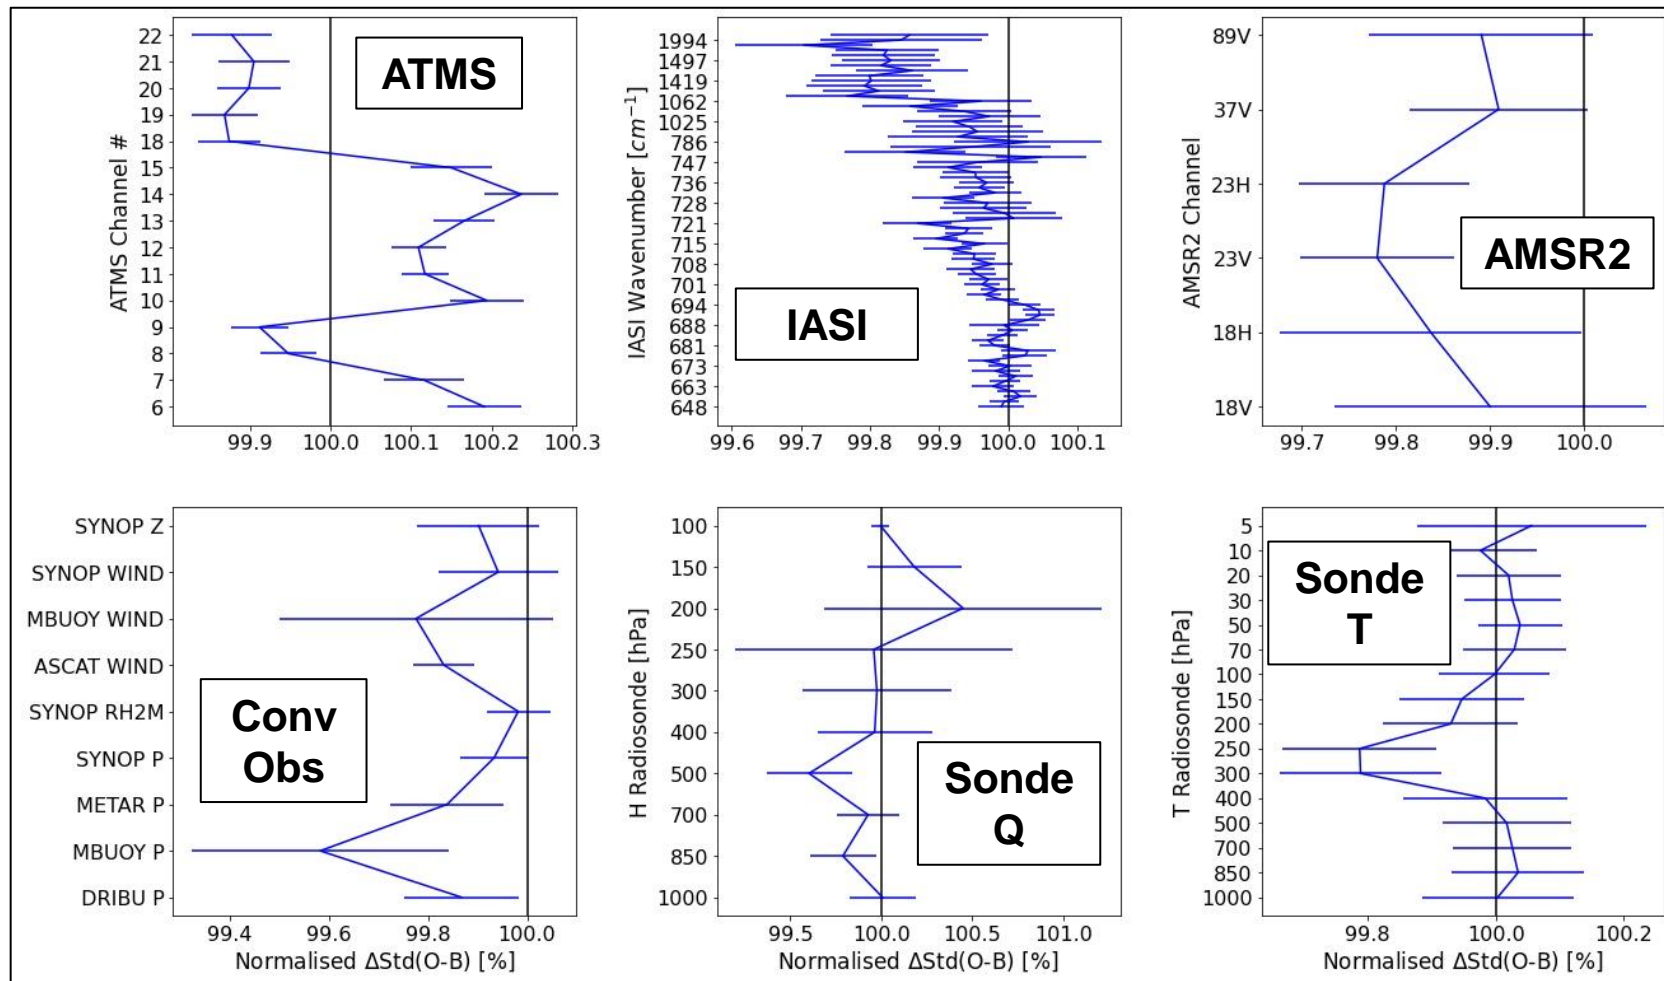 ATMS Channel #
22
21
20
19
18
15
14
13
12
11
10
9
8
7
6
ATMS
99.9 100.0 100.1 100.2 100.3
IASI Wavenumber [cm⁻¹]
1994
1497
1419
1062
1025
786
747
736
728
721
715
708
701
694
688
681
673
663
648
IASI
99.6 99.7 99.8 99.9 100.0 100.1
AMSR2 Channel
89V
37V
23H
23V
18H
18V
AMSR2
99.7 99.8 99.9 100.0
SYNOP Z
SYNOP WIND
MBUOY WIND
ASCAT WIND
SYNOP RH2M
SYNOP P
METAR P
MBUOY P
DRIBU P
Conv
Obs
99.4 99.6 99.8 100.0
Normalised ΔStd(O-B) [%]
H Radiosonde [hPa]
100
150
200
250
300
400
500
700
850
1000
Sonde
Q
99.5 100.0 100.5 101.0
Normalised ΔStd(O-B) [%]
T Radiosonde [hPa]
5
10
20
30
50
70
100
150
200
250
300
400
500
700
850
1000
Sonde
T
99.8 100.0 100.2
Normalised ΔStd(O-B) [%]